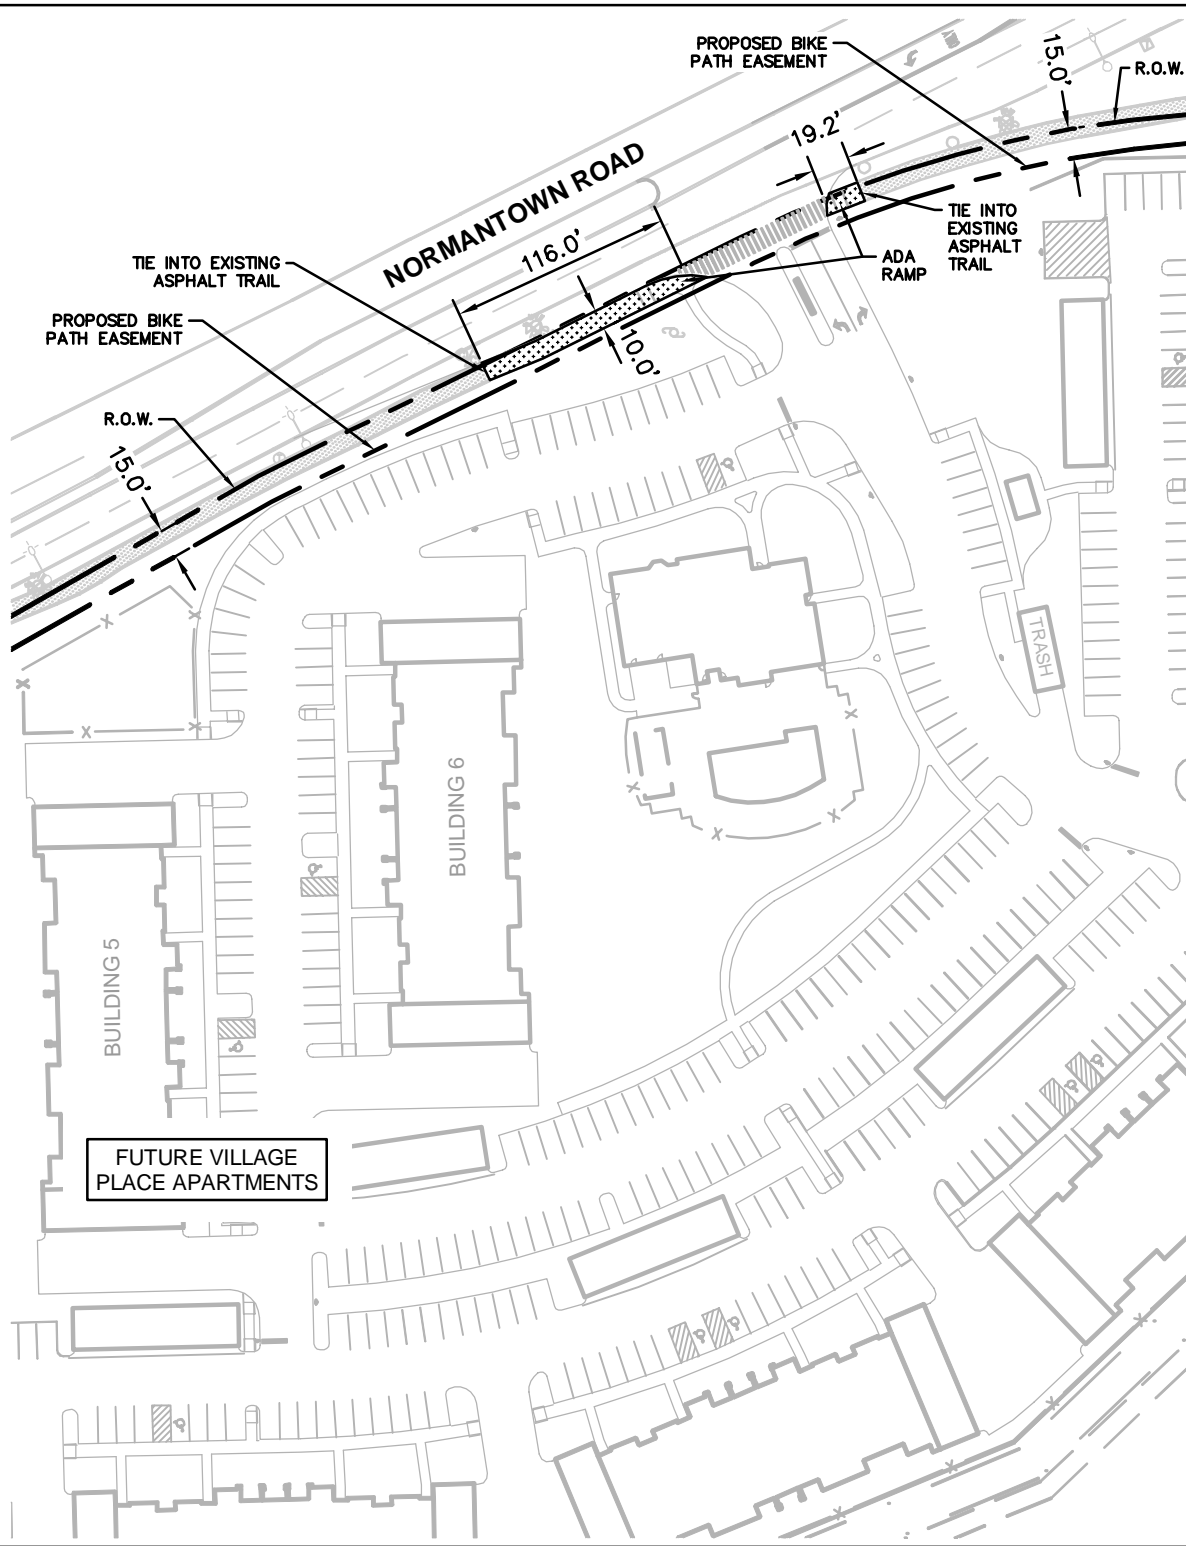 PROPOSED BIKE
PATH EASEMENT
15.0'
R.O.W.
19.2'
NORMANTOWN ROAD
116.0'
TIE INTO EXISTING
ASPHALT TRAIL
TIE INTO
EXISTING
ASPHALT
TRAIL
ADA
RAMP
PROPOSED BIKE
PATH EASEMENT
10.0'
R.O.W.
15.0'
TRASH
BUILDING 6
BUILDING 5
FUTURE VILLAGE
PLACE APARTMENTS